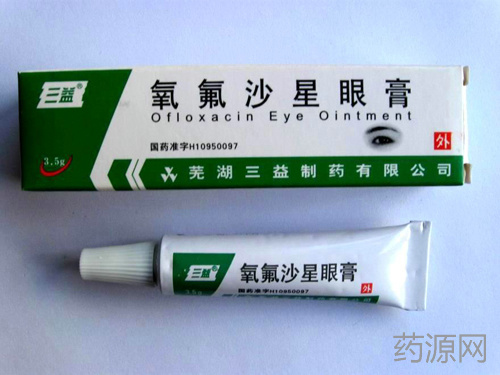 三益®
氧氟沙星眼膏
Ofloxacin Eye Ointment
国药准字H10950097
外
3.5g
芜湖三益制药有限公司
三益®
氧氟沙星眼膏
国药准字H10950097
外
3.5g
药源网